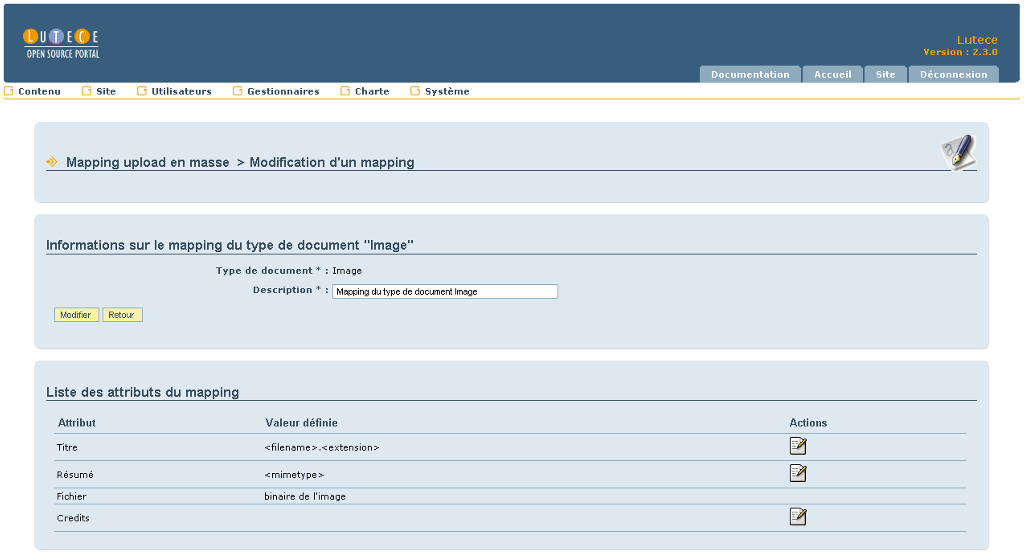 LUTECE
OPEN SOURCE PORTAL
Lutece
Version : 2.3.0
Documentation Accueil Site Déconnexion
Contenu Site Utilisateurs Gestionnaires Charte Système
Mapping upload en masse > Modification d'un mapping
Informations sur le mapping du type de document "Image"
Type de document * : Image
Description * : Mapping du type de document Image
Modifier Retour
Liste des attributs du mapping
Attribut Valeur définie Actions
Titre <filename>.<extension>
Résumé <mimetype>
Fichier binaire de l'image
Credits